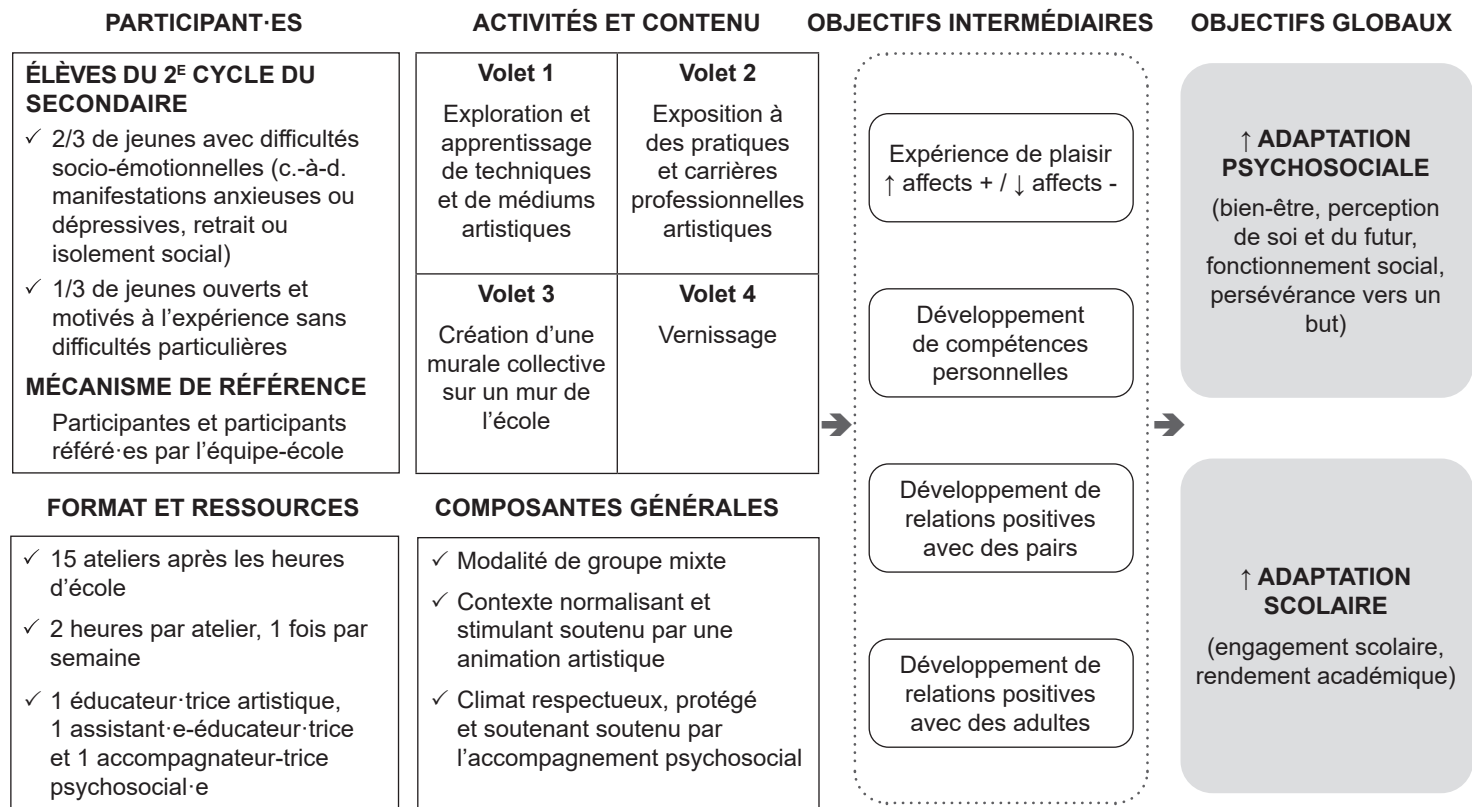 PARTICIPANT·ES
ÉLÈVES DU 2E CYCLE DU
SECONDAIRE
✓ 2/3 de jeunes avec difficultés
socio-émotionnelles (c.-à-d.
manifestations anxieuses ou
dépressives, retrait ou
isolement social)
✓ 1/3 de jeunes ouverts et
motivés à l’expérience sans
difficultés particulières
MÉCANISME DE RÉFÉRENCE
Participantes et participants
référé·es par l’équipe-école
FORMAT ET RESSOURCES
✓ 15 ateliers après les heures
d’école
✓ 2 heures par atelier, 1 fois par
semaine
✓ 1 éducateur·trice artistique,
1 assistant·e-éducateur·trice
et 1 accompagnateur-trice
psychosocial·e
ACTIVITÉS ET CONTENU
Volet 1
Exploration et
apprentissage
de techniques
et de médiums
artistiques
Volet 2
Exposition à
des pratiques
et carrières
professionnelles
artistiques
Volet 3
Création d’une
murale collective
sur un mur de
l’école
Volet 4
Vernissage
COMPOSANTES GÉNÉRALES
✓ Modalité de groupe mixte
✓ Contexte normalisant et
stimulant soutenu par une
animation artistique
✓ Climat respectueux, protégé
et soutenant soutenu par
l’accompagnement psychosocial
OBJECTIFS INTERMÉDIAIRES
Expérience de plaisir
↑ affects + / ↓ affects -
Développement
de compétences
personnelles
Développement de
relations positives
avec des pairs
Développement de
relations positives
avec des adultes
OBJECTIFS GLOBAUX
↑ ADAPTATION
PSYCHOSOCIALE
(bien-être, perception
de soi et du futur,
fonctionnement social,
persévérance vers un
but)
↑ ADAPTATION
SCOLAIRE
(engagement scolaire,
rendement académique)